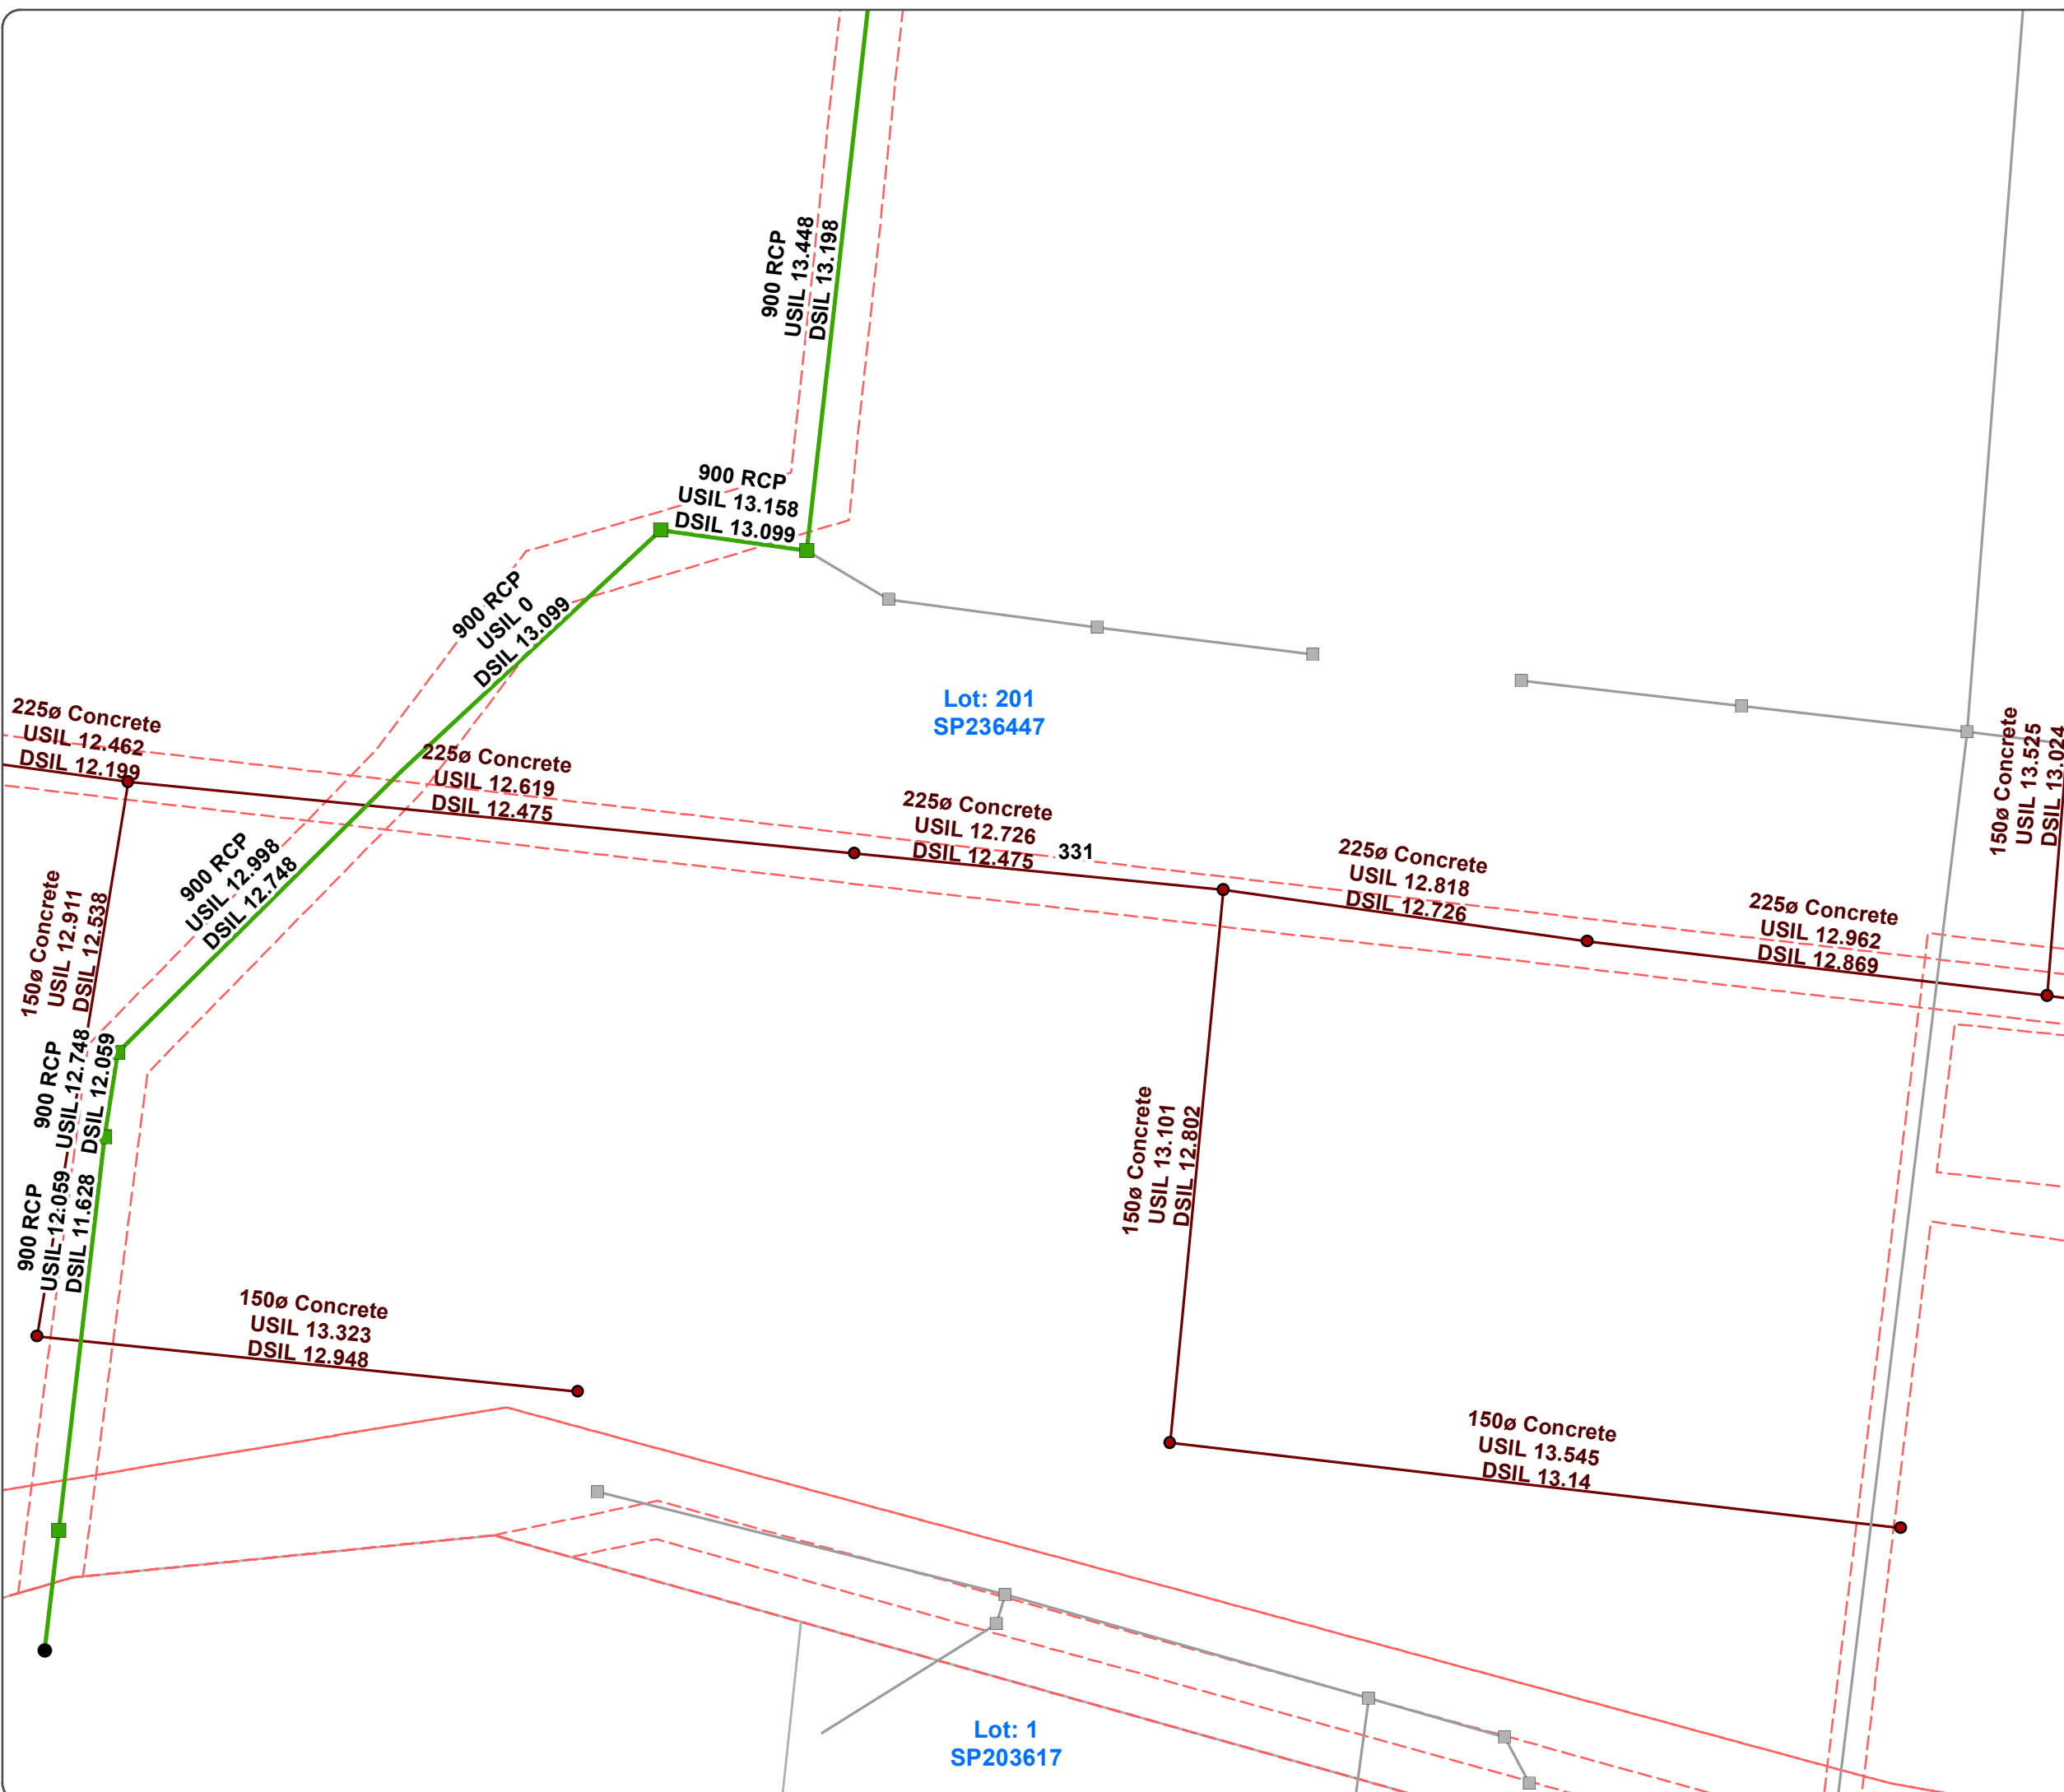 900 RCP
USIL 13.448
DSIL 13.198
900 RCP
USIL 13.158
DSIL 13.099
900 RCP
USIL 0
DSIL 13.099
Lot: 201
SP236447
225ø Concrete
USIL 12.462
DSIL 12.199
225ø Concrete
USIL 12.619
DSIL 12.475
225ø Concrete
USIL 12.726
DSIL 12.475
331
225ø Concrete
USIL 12.818
DSIL 12.726
225ø Concrete
USIL 12.962
DSIL 12.869
150ø Concrete
USIL 13.525
DSIL 13.024
900 RCP
USIL 12.998
DSIL 12.748
150ø Concrete
USIL 12.911
DSIL 12.538
900 RCP
USIL 12.748
DSIL 12.059
900 RCP
USIL 12.059
DSIL 11.628
150ø Concrete
USIL 13.101
DSIL 12.802
150ø Concrete
USIL 13.323
DSIL 12.948
150ø Concrete
USIL 13.545
DSIL 13.14
Lot: 1
SP203617